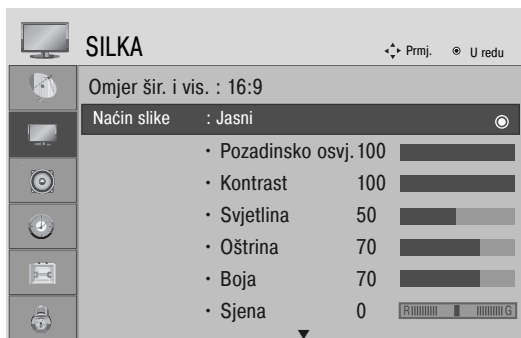 SILKA Prmj. U redu
Omjer šir. i vis. : 16:9
Naćin slike : Jasni
· Pozadinsko osvj. 100
· Kontrast 100
· Svjetlina 50
· Oštrina 70
· Boja 70
· Sjena 0 R G